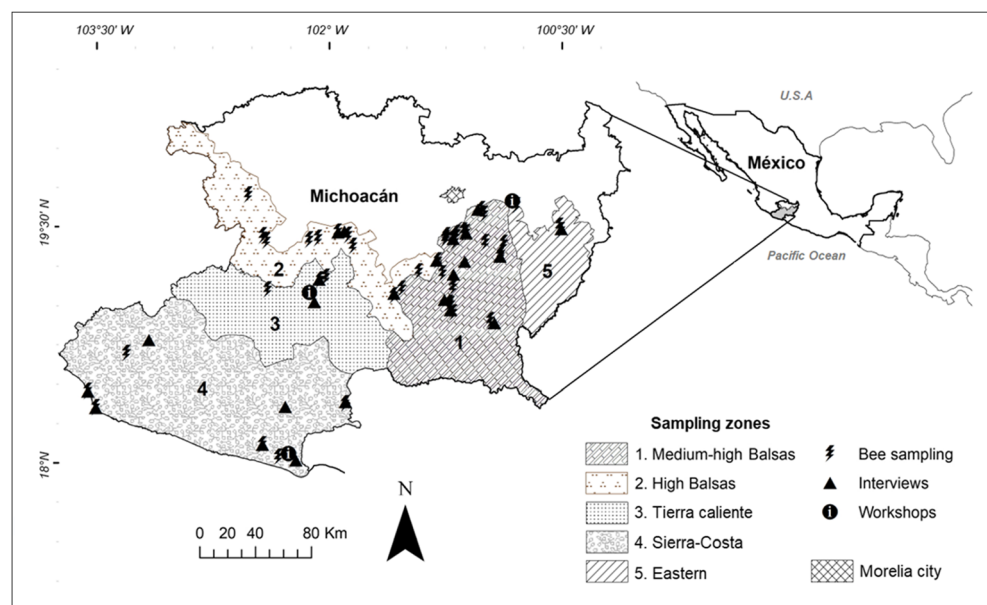 103°30' W
102° W
100°30' W
U.S.A
México
Michoacán
19°30' N
Pacific Ocean
2
5
3
1
4
18°N
Sampling zones
1. Medium-high Balsas
2. High Balsas
3. Tierra caliente
4. Sierra-Costa
5. Eastern
Bee sampling
Interviews
Workshops
Morelia city
N
0 20 40 80 Km